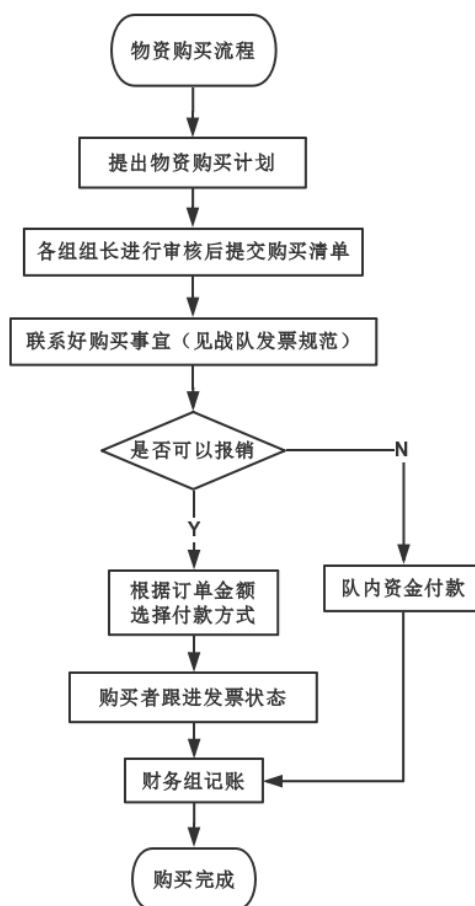 物资购买流程
提出物资购买计划
各组组长进行审核后提交购买清单
联系好购买事宜（见战队发票规范）
是否可以报销
N
Y
根据订单金额
选择付款方式
队内资金付款
购买者跟进发票状态
财务组记账
购买完成